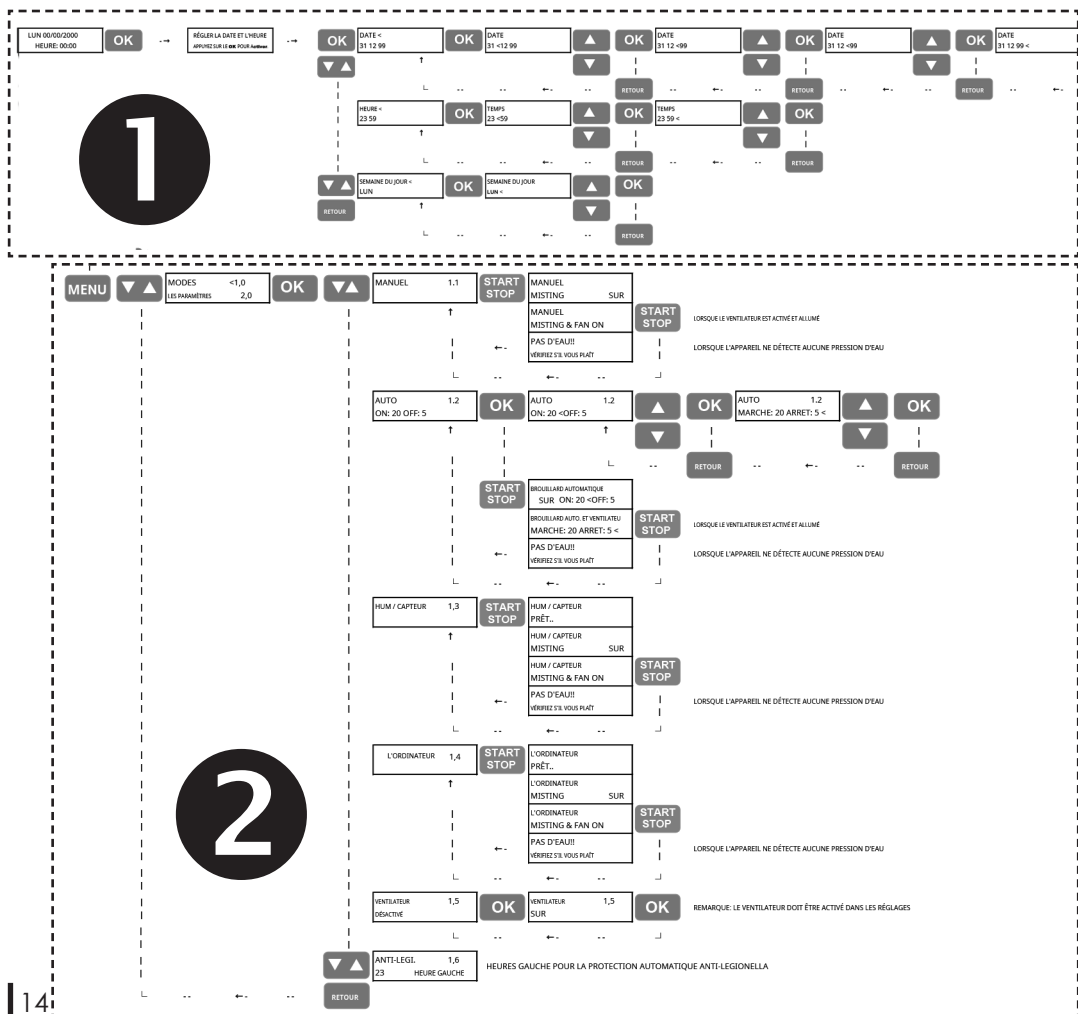 LUN 00/00/2000
HEURE: 00:00
OK
RÉGLER LA DATE ET L'HEURE
APPUYEZ SUR LE OK POUR
OK
DATE <
31 12 99
OK
DATE
31 <12 99
OK
DATE
31 12 <99
OK
DATE
31 12 <99
OK
DATE
31 12 99 <
RETOUR
RETOUR
RETOUR
HEURE <
23 59
OK
TEMPS
23 <59
OK
TEMPS
23 59 <
OK
RETOUR
RETOUR
1
SEMAINE DU JOUR <
LUN
OK
SEMAINE DU JOUR
LUN <
OK
RETOUR
RETOUR
MENU
MODES <1,0
LES PARAMÈTRES 2,0
OK
MANUEL 1.1
START
STOP
MANUEL
MISTING SUR
MANUEL
MISTING & FAN ON
START
STOP
LORSQUE LE VENTILATEUR EST ACTIVÉ ET ALLUMÉ
PAS D'EAU!!
VÉRIFIEZ S'IL VOUS PLAÎT
LORSQUE L'APPAREIL NE DÉTECTE AUCUNE PRESSION D'EAU
AUTO 1.2
ON: 20 OFF: 5
OK
AUTO 1.2
ON: 20 <OFF: 5
OK
AUTO 1.2
MARCHE: 20 ARRET: 5 <
OK
RETOUR
RETOUR
START
STOP
BROUILLARD AUTOMATIQUE
SUR ON: 20 <OFF: 5
BROUILLARD AUTO. ET VENTILATEU
MARCHE: 20 ARRET: 5 <
START
STOP
LORSQUE LE VENTILATEUR EST ACTIVÉ ET ALLUMÉ
PAS D'EAU!!
VÉRIFIEZ S'IL VOUS PLAÎT
LORSQUE L'APPAREIL NE DÉTECTE AUCUNE PRESSION D'EAU
HUM / CAPTEUR 1,3
START
STOP
HUM / CAPTEUR
PRÊT..
HUM / CAPTEUR
MISTING SUR
HUM / CAPTEUR
MISTING & FAN ON
START
STOP
PAS D'EAU!!
VÉRIFIEZ S'IL VOUS PLAÎT
LORSQUE L'APPAREIL NE DÉTECTE AUCUNE PRESSION D'EAU
2
L'ORDINATEUR 1,4
START
STOP
L'ORDINATEUR
PRÊT..
L'ORDINATEUR
MISTING SUR
L'ORDINATEUR
MISTING & FAN ON
START
STOP
PAS D'EAU!!
VÉRIFIEZ S'IL VOUS PLAÎT
LORSQUE L'APPAREIL NE DÉTECTE AUCUNE PRESSION D'EAU
VENTILATEUR 1,5
DÉSACTIVÉ
OK
VENTILATEUR 1,5
SUR
OK
REMARQUE: LE VENTILATEUR DOIT ÊTRE ACTIVÉ DANS LES RÉGLAGES
ANTI-LEGI. 1,6
23 HEURE GAUCHE
HEURES GAUCHE POUR LA PROTECTION AUTOMATIQUE ANTI-LEGIONELLA
RETOUR
14